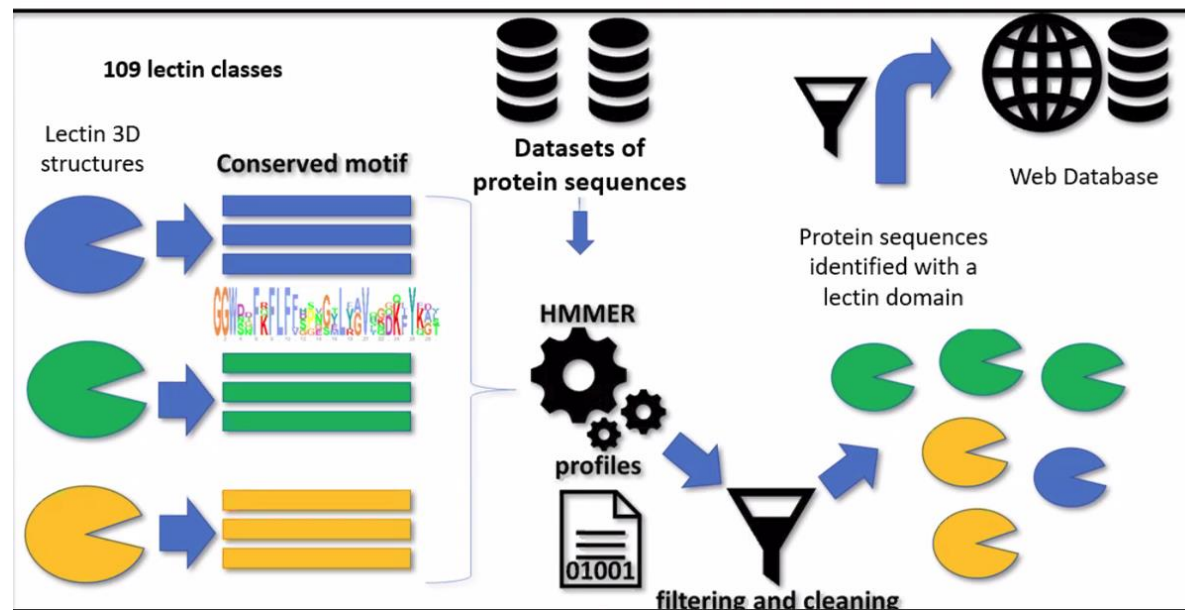 109 lectin classes
Lectin 3D
structures
Conserved motif
Datasets of
protein sequences
Web Database
Protein sequences
identified with a
lectin domain
HMMER
profiles
01001
filtering and cleaning